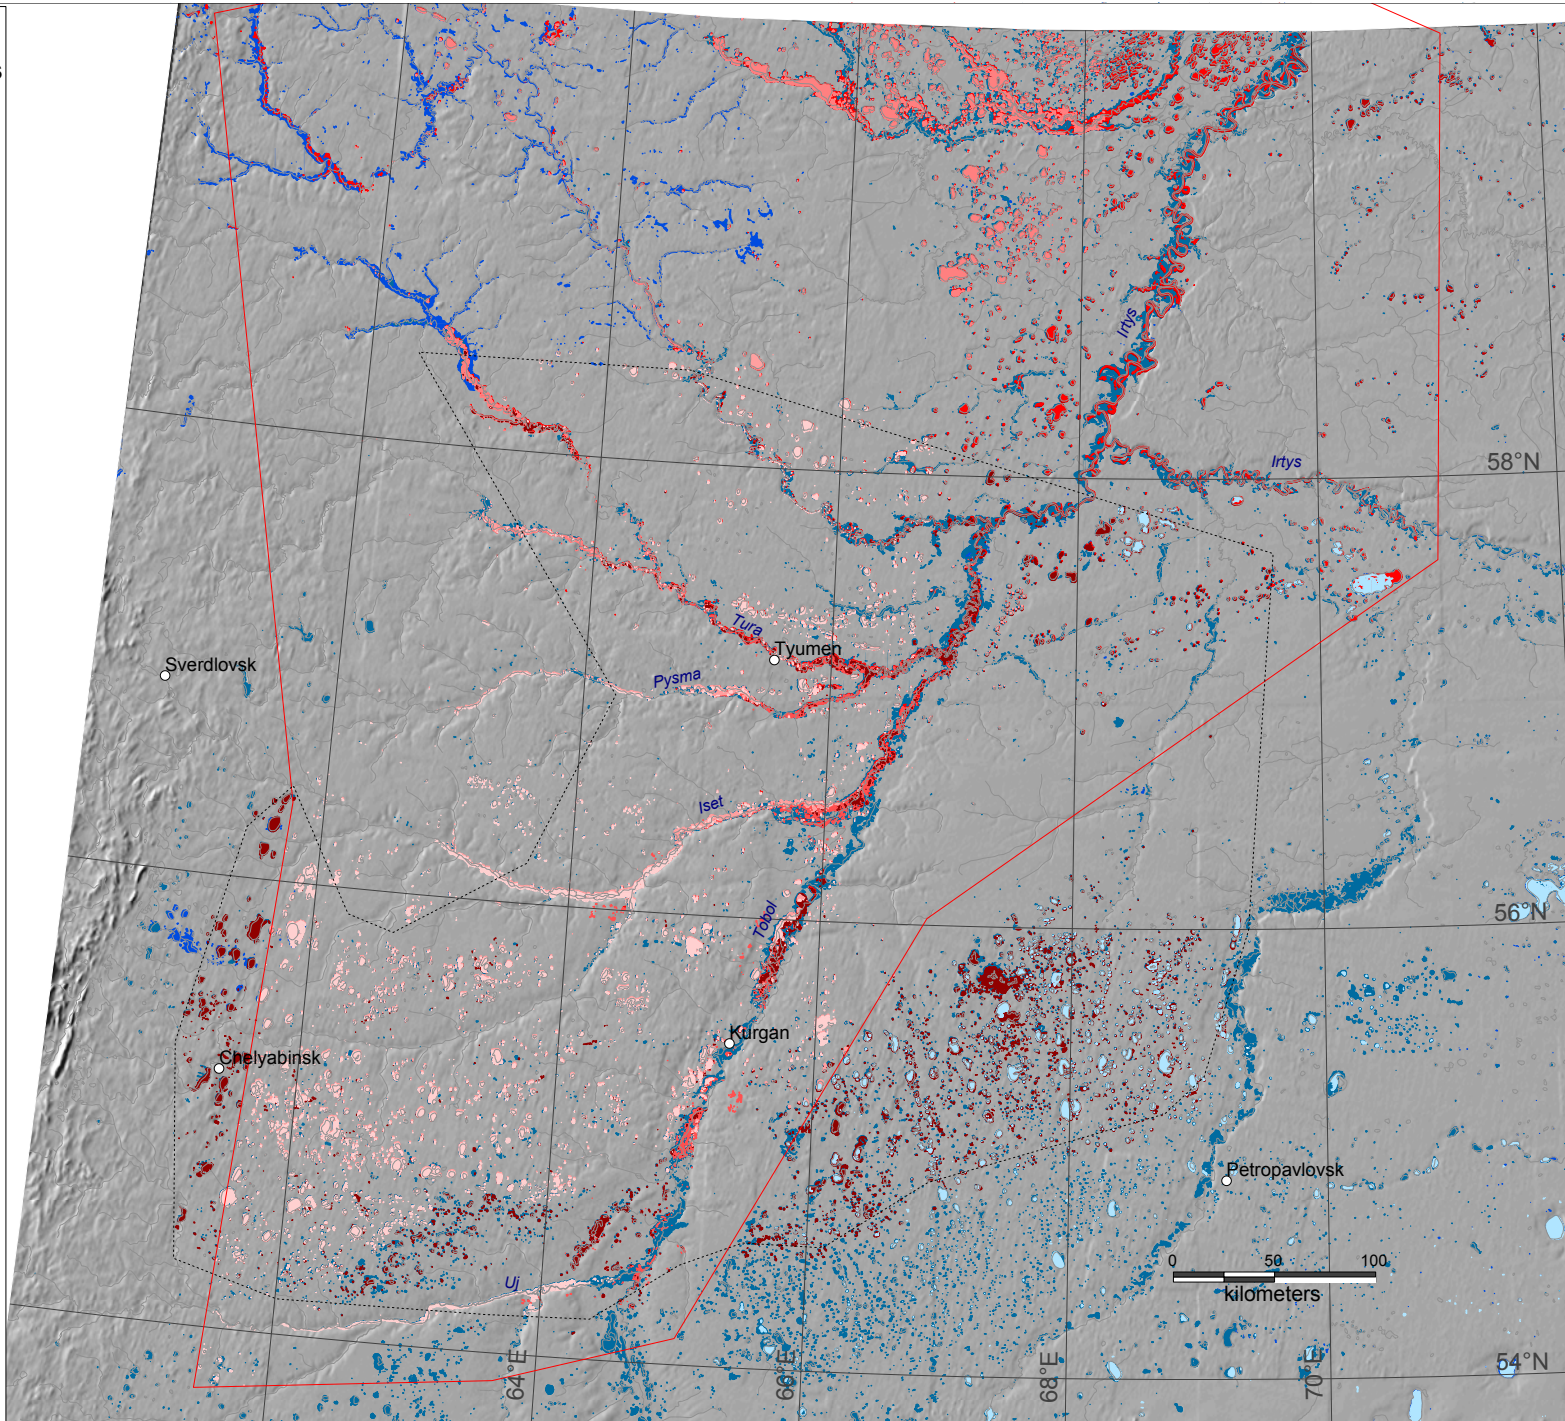 Irtys
Irtys
58°N
Tura
Tyumen
Sverdlovsk
Pysma
Iset
Tobol
56°N
Kurgan
Chelyabinsk
Petropavlovsk
Uj
0 50 100
kilometers
64°E
66°E
68°E
70°E
54°N